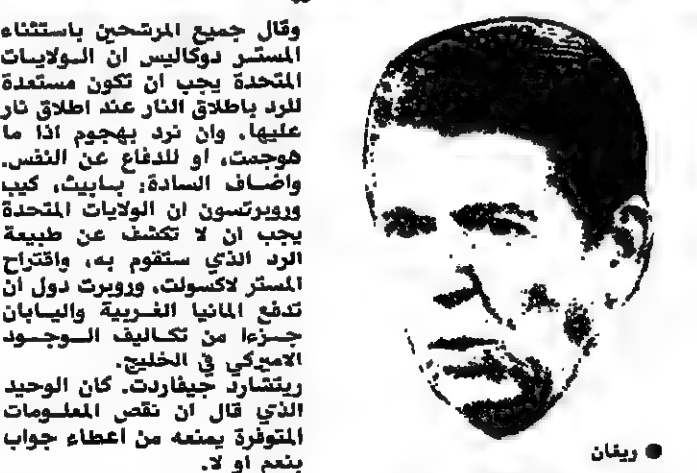 وقال جميع المرشحين باستثناء
المستر دوكاليس ان الولايات
المتحدة يجب ان تكون مستعدة
للرد باطلاق النار عند اطلاق نار
عليها، وان ترد بهجوم اذا ما
هوجمت، او للدفاع عن النفس.
واضاف السادة: بابيث، كيب
وروبرتسون ان الولايات المتحدة
يجب ان لا تكشف عن طبيعة
الرد الذي ستقوم به، واقتراح
المستر لاكسولت، وروبرت دول ان
تدفع المانيا الغربية واليابان
جزءا من تكاليف الوجود
الاميركي في الخليج.
ريتشارد جيفاردت. كان الوحيد
الذي قال ان نقص المعلومات
المتوفرة يمنعه من اعطاء جواب
بنعم او لا.
● ريغان